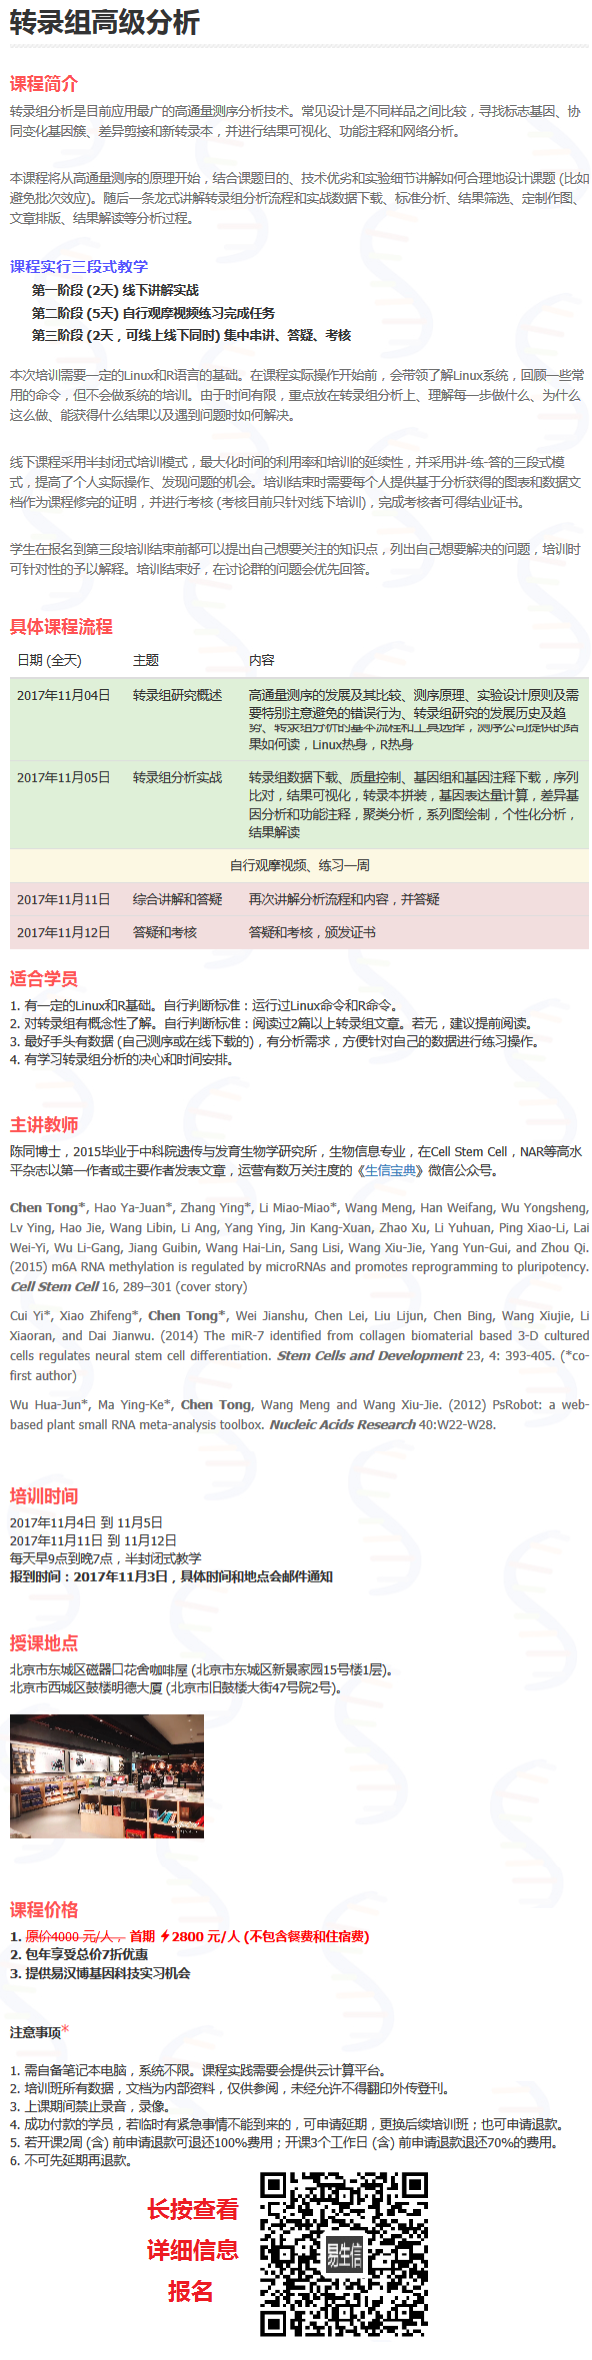 转录组高级分析
课程简介
转录组分析是目前应用最广的高通量测序分析技术。常见设计是不同样品之间比较，寻找标志基因、协
同变化基因簇、差异剪接和新转录本，并进行结果可视化、功能注释和网络分析。
本课程将从高通量测序的原理开始，结合课题目的、技术优劣和实验细节讲解如何合理地设计课题 (比如
避免批次效应)。随后一条龙式讲解转录组分析流程和实战数据下载、标准分析、结果筛选、定制作图、
文章排版、结果解读等分析过程。
课程实行三段式教学
第一阶段 (2天) 线下讲解实战
第二阶段 (5天) 自行观摩视频练习完成任务
第三阶段 (2天，可线上线下同时) 集中串讲、答疑、考核
本次培训需要一定的Linux和R语言的基础。在课程实际操作开始前，会带领了解Linux系统，回顾一些常
用的命令，但不会做系统的培训。由于时间有限，重点放在转录组分析上、理解每一步做什么、为什么
这么做、能获得什么结果以及遇到问题时如何解决。
线下课程采用半封闭式培训模式，最大化时间的利用率和培训的延续性，并采用讲-练-答的三段式模
式，提高了个人实际操作、发现问题的机会。培训结束时需要每个人提供基于分析获得的图表和数据文
档作为课程修完的证明，并进行考核 (考核目前只针对线下培训)，完成考核者可得结业证书。
学生在报名到第三段培训结束前都可以提出自己想要关注的知识点，列出自己想要解决的问题，培训时
可针对性的予以解释。培训结束好，在讨论群的问题会优先回答。
具体课程流程
日期 (全天) 主题 内容
2017年11月04日 转录组研究概述 高通量测序的发展及其比较、测序原理、实验设计原则及需
要特别注意避免的错误行为、转录组研究的发展历史及趋
势、转录组分析的基本流程和工具选择，测序公司提供的结
果如何读，Linux热身，R热身
2017年11月05日 转录组分析实战 转录组数据下载、质量控制、基因组和基因注释下载，序列
比对，结果可视化，转录本拼装，基因表达量计算，差异基
因分析和功能注释，聚类分析，系列图绘制，个性化分析，
结果解读
自行观摩视频、练习一周
2017年11月11日 综合讲解和答疑 再次讲解分析流程和内容，并答疑
2017年11月12日 答疑和考核 答疑和考核，颁发证书
适合学员
1. 有一定的Linux和R基础。自行判断标准：运行过Linux命令和R命令。
2. 对转录组有概念性了解。自行判断标准：阅读过2篇以上转录组文章。若无，建议提前阅读。
3. 最好手头有数据 (自己测序或在线下载的)，有分析需求，方便针对自己的数据进行练习操作。
4. 有学习转录组分析的决心和时间安排。
主讲教师
陈同博士，2015毕业于中科院遗传与发育生物学研究所，生物信息专业，在Cell Stem Cell，NAR等高水
平杂志以第一作者或主要作者发表文章，运营有数万关注度的《生信宝典》微信公众号。
Chen Tong*, Hao Ya-Juan*, Zhang Ying*, Li Miao-Miao*, Wang Meng, Han Weifang, Wu Yongsheng,
Lv Ying, Hao Jie, Wang Libin, Li Ang, Yang Ying, Jin Kang-Xuan, Zhao Xu, Li Yuhuan, Ping Xiao-Li, Lai
Wei-Yi, Wu Li-Gang, Jiang Guibin, Wang Hai-Lin, Sang Lisi, Wang Xiu-Jie, Yang Yun-Gui, and Zhou Qi.
(2015) m6A RNA methylation is regulated by microRNAs and promotes reprogramming to pluripotency.
Cell Stem Cell 16, 289–301 (cover story)
Cui Yi*, Xiao Zhifeng*, Chen Tong*, Wei Jianshu, Chen Lei, Liu Lijun, Chen Bing, Wang Xiujie, Li
Xiaoran, and Dai Jianwu. (2014) The miR-7 identified from collagen biomaterial based 3-D cultured
cells regulates neural stem cell differentiation. Stem Cells and Development 23, 4: 393-405. (*co-
first author)
Wu Hua-Jun*, Ma Ying-Ke*, Chen Tong, Wang Meng and Wang Xiu-Jie. (2012) PsRobot: a web-
based plant small RNA meta-analysis toolbox. Nucleic Acids Research 40:W22-W28.
培训时间
2017年11月4日 到 11月5日
2017年11月11日 到 11月12日
每天早9点到晚7点，半封闭式教学
报到时间：2017年11月3日，具体时间和地点会邮件通知
授课地点
北京市东城区磁器口花舍咖啡屋 (北京市东城区新景家园15号楼1层)。
北京市西城区鼓楼明德大厦 (北京市旧鼓楼大街47号院2号)。
课程价格
1. 原价4000 元/人， 首期 ⚡2800 元/人 (不包含餐费和住宿费)
2. 包年享受总价7折优惠
3. 提供易汉博基因科技实习机会
注意事项*
1. 需自备笔记本电脑，系统不限。课程实践需要会提供云计算平台。
2. 培训班所有数据，文档为内部资料，仅供参阅，未经允许不得翻印外传登刊。
3. 上课期间禁止录音，录像。
4. 成功付款的学员，若临时有紧急事情不能到来的，可申请延期，更换后续培训班；也可申请退款。
5. 若开课2周 (含) 前申请退款可退还100%费用；开课3个工作日 (含) 前申请退款退还70%的费用。
6. 不可先延期再退款。
长按查看
详细信息
报名
易生信